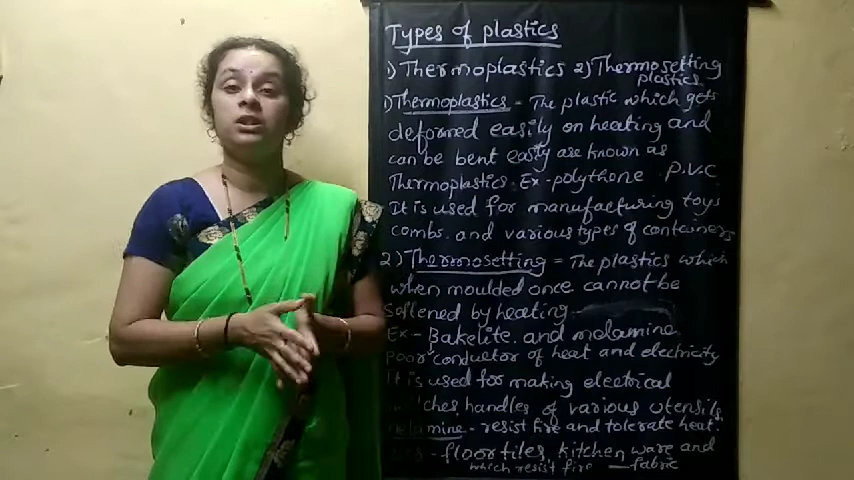 Types of plastics
1) Thermoplastics 2) Thermosetting
plastics
1) Thermoplastics - The plastic which gets
deformed easily on heating and
can be bent easity are known as
Thermoplastics. Ex - polythone P.V.C
It is used for manufacturing toys
combs. and various types of containers
2) Thermosetting = The plastics which
when moulded once cannot be
Softened by heating.
Ex - Bakelite. and melamine.
poor conductor of heat and electricity
It is used for making electrical
handles of various utensils.
- resist fire and tolerate heat.
- floor tiles, kitchen ware and
which resist fire — fabric